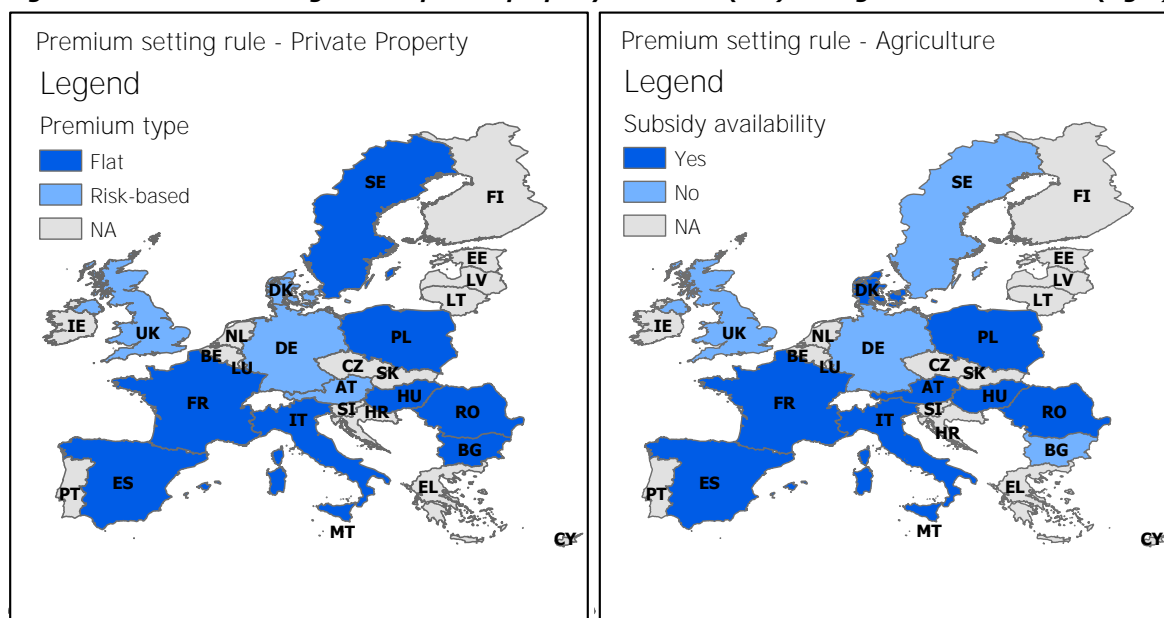 Premium setting rule - Private Property
Legend
Premium type
Flat
Risk-based
NA
SE
FI
EE
LV
LT
DK
IE
UK
NL
BE
LU
DE
PL
CZ
SK
AT
HU
FR
SI
HR
RO
IT
BG
PT
ES
EL
MT
CY
Premium setting rule - Agriculture
Legend
Subsidy availability
Yes
No
NA
SE
FI
EE
LV
LT
DK
IE
UK
NL
BE
LU
DE
PL
CZ
SK
AT
HU
FR
SI
HR
RO
IT
BG
PT
ES
EL
MT
CY